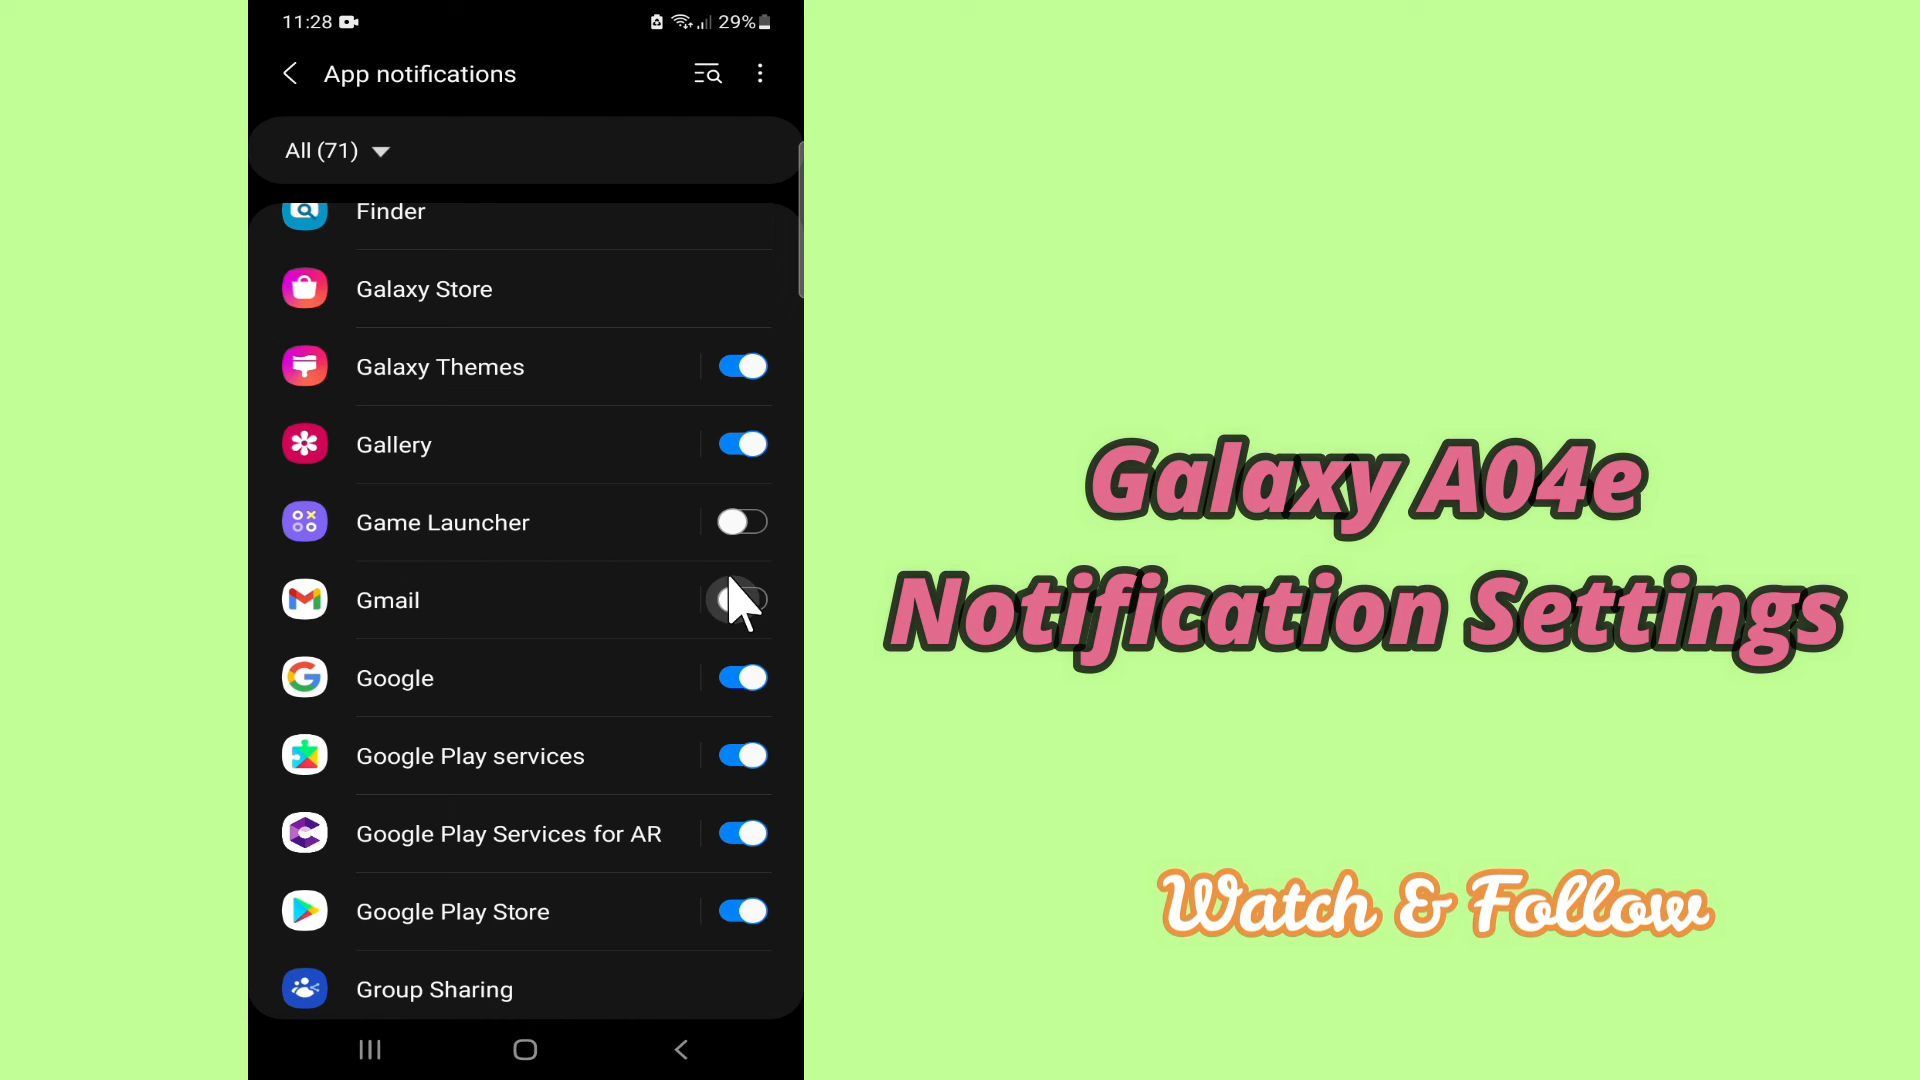 11:28
29%
App notifications
All (71)
Finder
Galaxy Store
Galaxy Themes
Gallery
Game Launcher
Gmail
Google
Google Play services
Google Play Services for AR
Google Play Store
Group Sharing
Galaxy A04e
Notification Settings
Watch & Follow